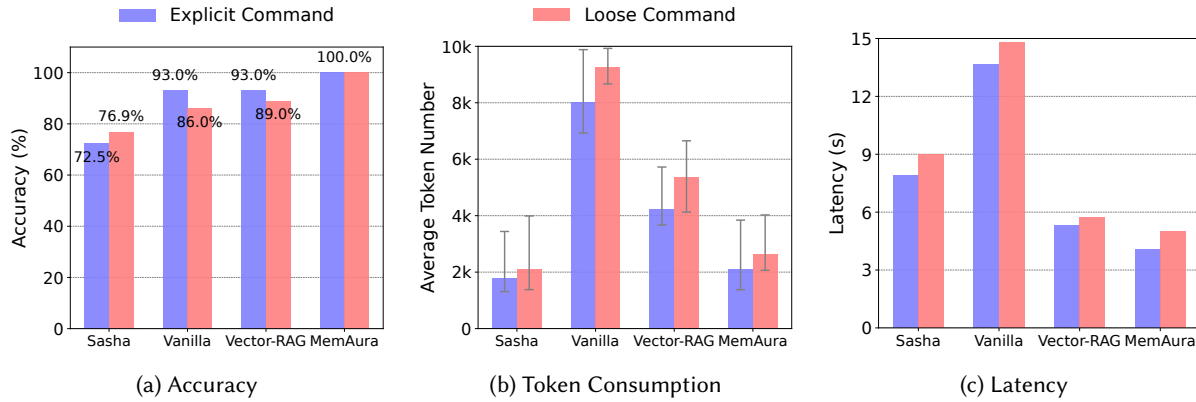 Explicit Command
Loose Command
Accuracy (%)
100
80
60
40
20
0
72.5%
76.9%
93.0%
86.0%
93.0%
89.0%
100.0%
Sasha
Vanilla
Vector-RAG
MemAura
(a) Accuracy
Average Token Number
10k
8k
6k
4k
2k
0
Sasha
Vanilla
Vector-RAG
MemAura
(b) Token Consumption
Latency (s)
15
12
9
6
3
0
Sasha
Vanilla
Vector-RAG
MemAura
(c) Latency